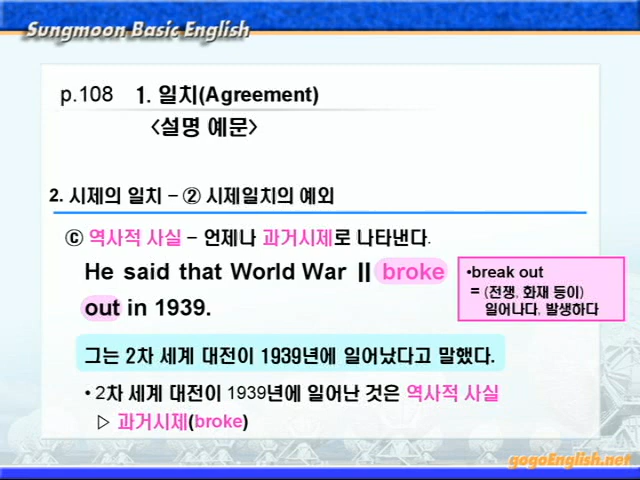 Sungmoon Basic English
p.108 1. 일치(Agreement)
<설명 예문>
2. 시제의 일치 – ② 시제일치의 예외
ⓒ 역사적 사실 – 언제나 과거시제로 나타낸다.
He said that World War Ⅱ broke
out in 1939.
•break out
= (전쟁, 화재 등이)
일어나다, 발생하다
그는 2차 세계 대전이 1939년에 일어났다고 말했다.
• 2차 세계 대전이 1939년에 일어난 것은 역사적 사실
▷ 과거시제(broke)
gogoEnglish.net